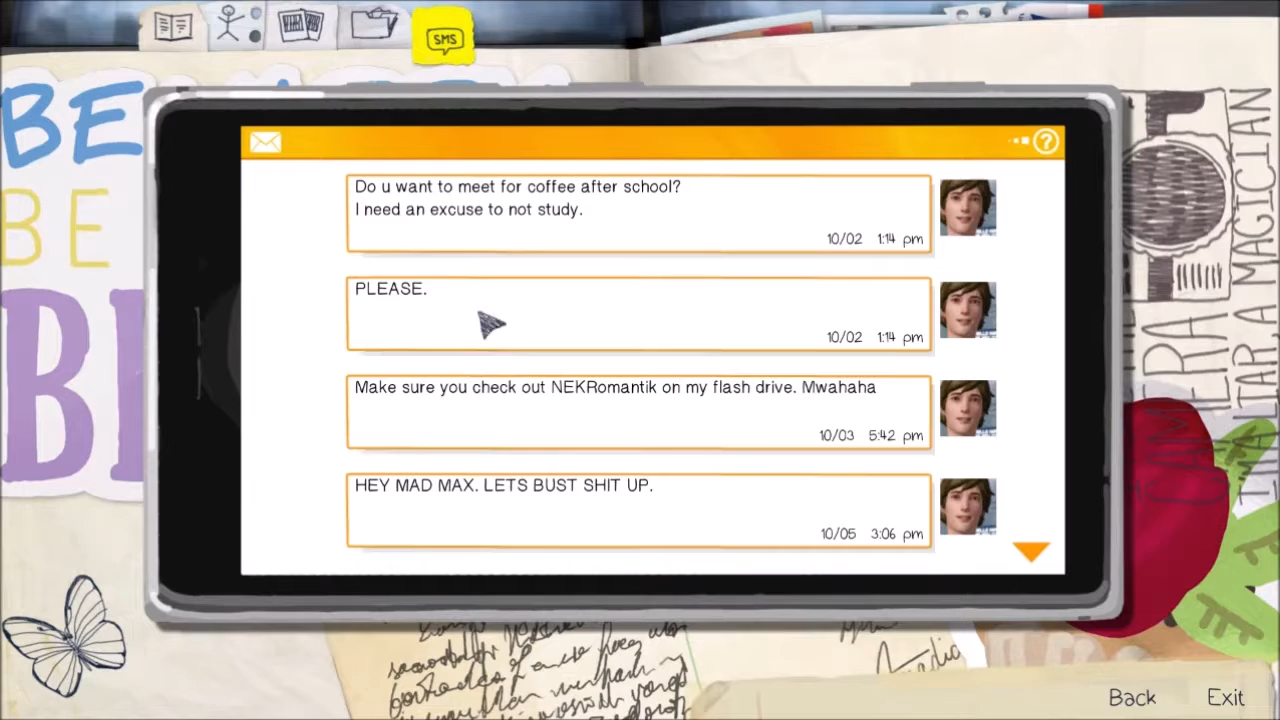 SMS
BE
BE
Do u want to meet for coffee after school?
I need an excuse to not study.
10/02 1:14 pm
PLEASE.
10/02 1:14 pm
Make sure you check out NEKRomantik on my flash drive. Mwahaha
10/03 5:42 pm
HEY MAD MAX. LETS BUST SHIT UP.
10/05 3:06 pm
?
MAGICIAN
Back
Exit